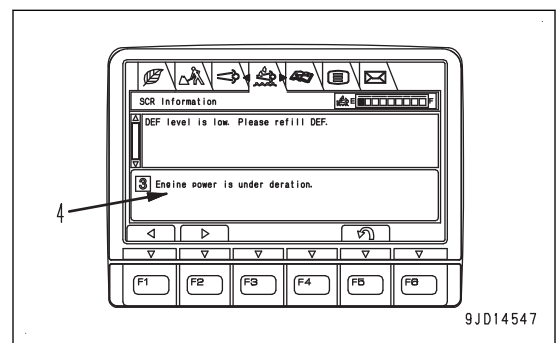 SCR Information
E F
DEF level is low. Please refill DEF.
3 Engine power is under deration.
4
F1 F2 F3 F4 F5 F6
9JD14547